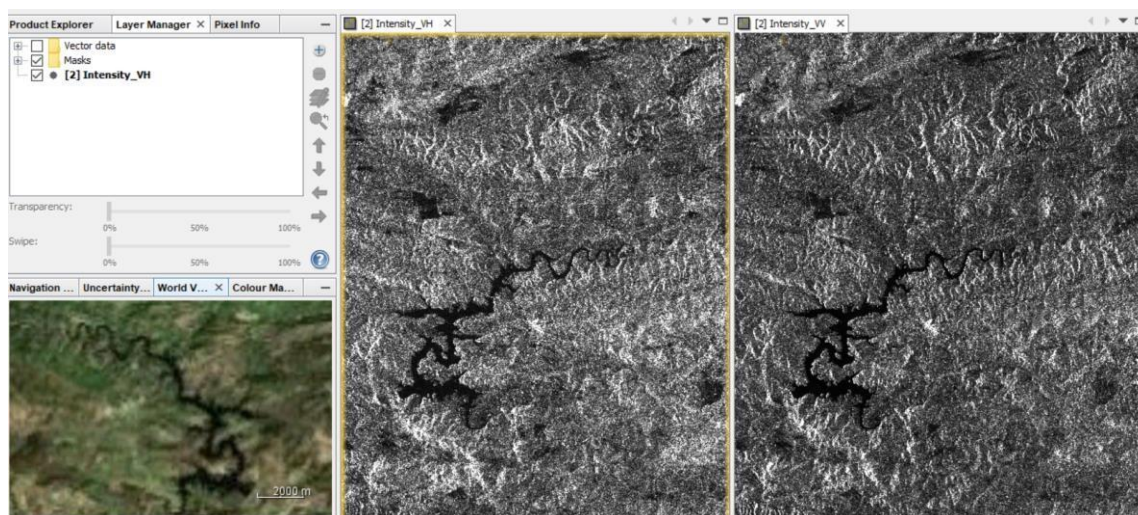 Product Explorer Layer Manager × Pixel Info
Vector data
Masks
[2] Intensity_VH
Transparency:
0% 50% 100%
Swipe:
0% 50% 100%
Navigation ... Uncertainty... World V... × Colour Ma...
2000 m
[2] Intensity_VH ×
[2] Intensity_VV ×